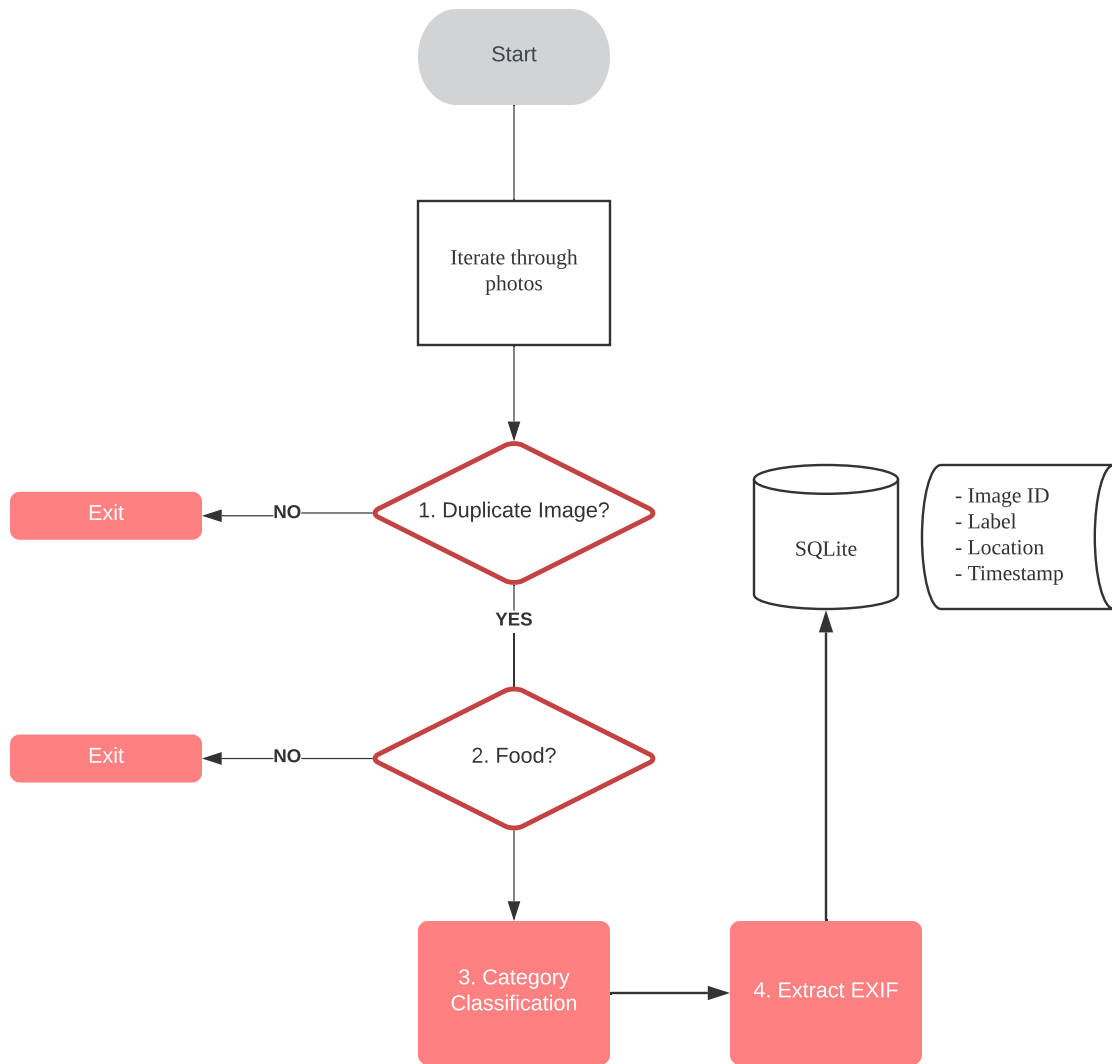 Start
Iterate through
photos
1. Duplicate Image?
NO
Exit
YES
2. Food?
NO
Exit
3. Category
Classification
4. Extract EXIF
SQLite
- Image ID
- Label
- Location
- Timestamp